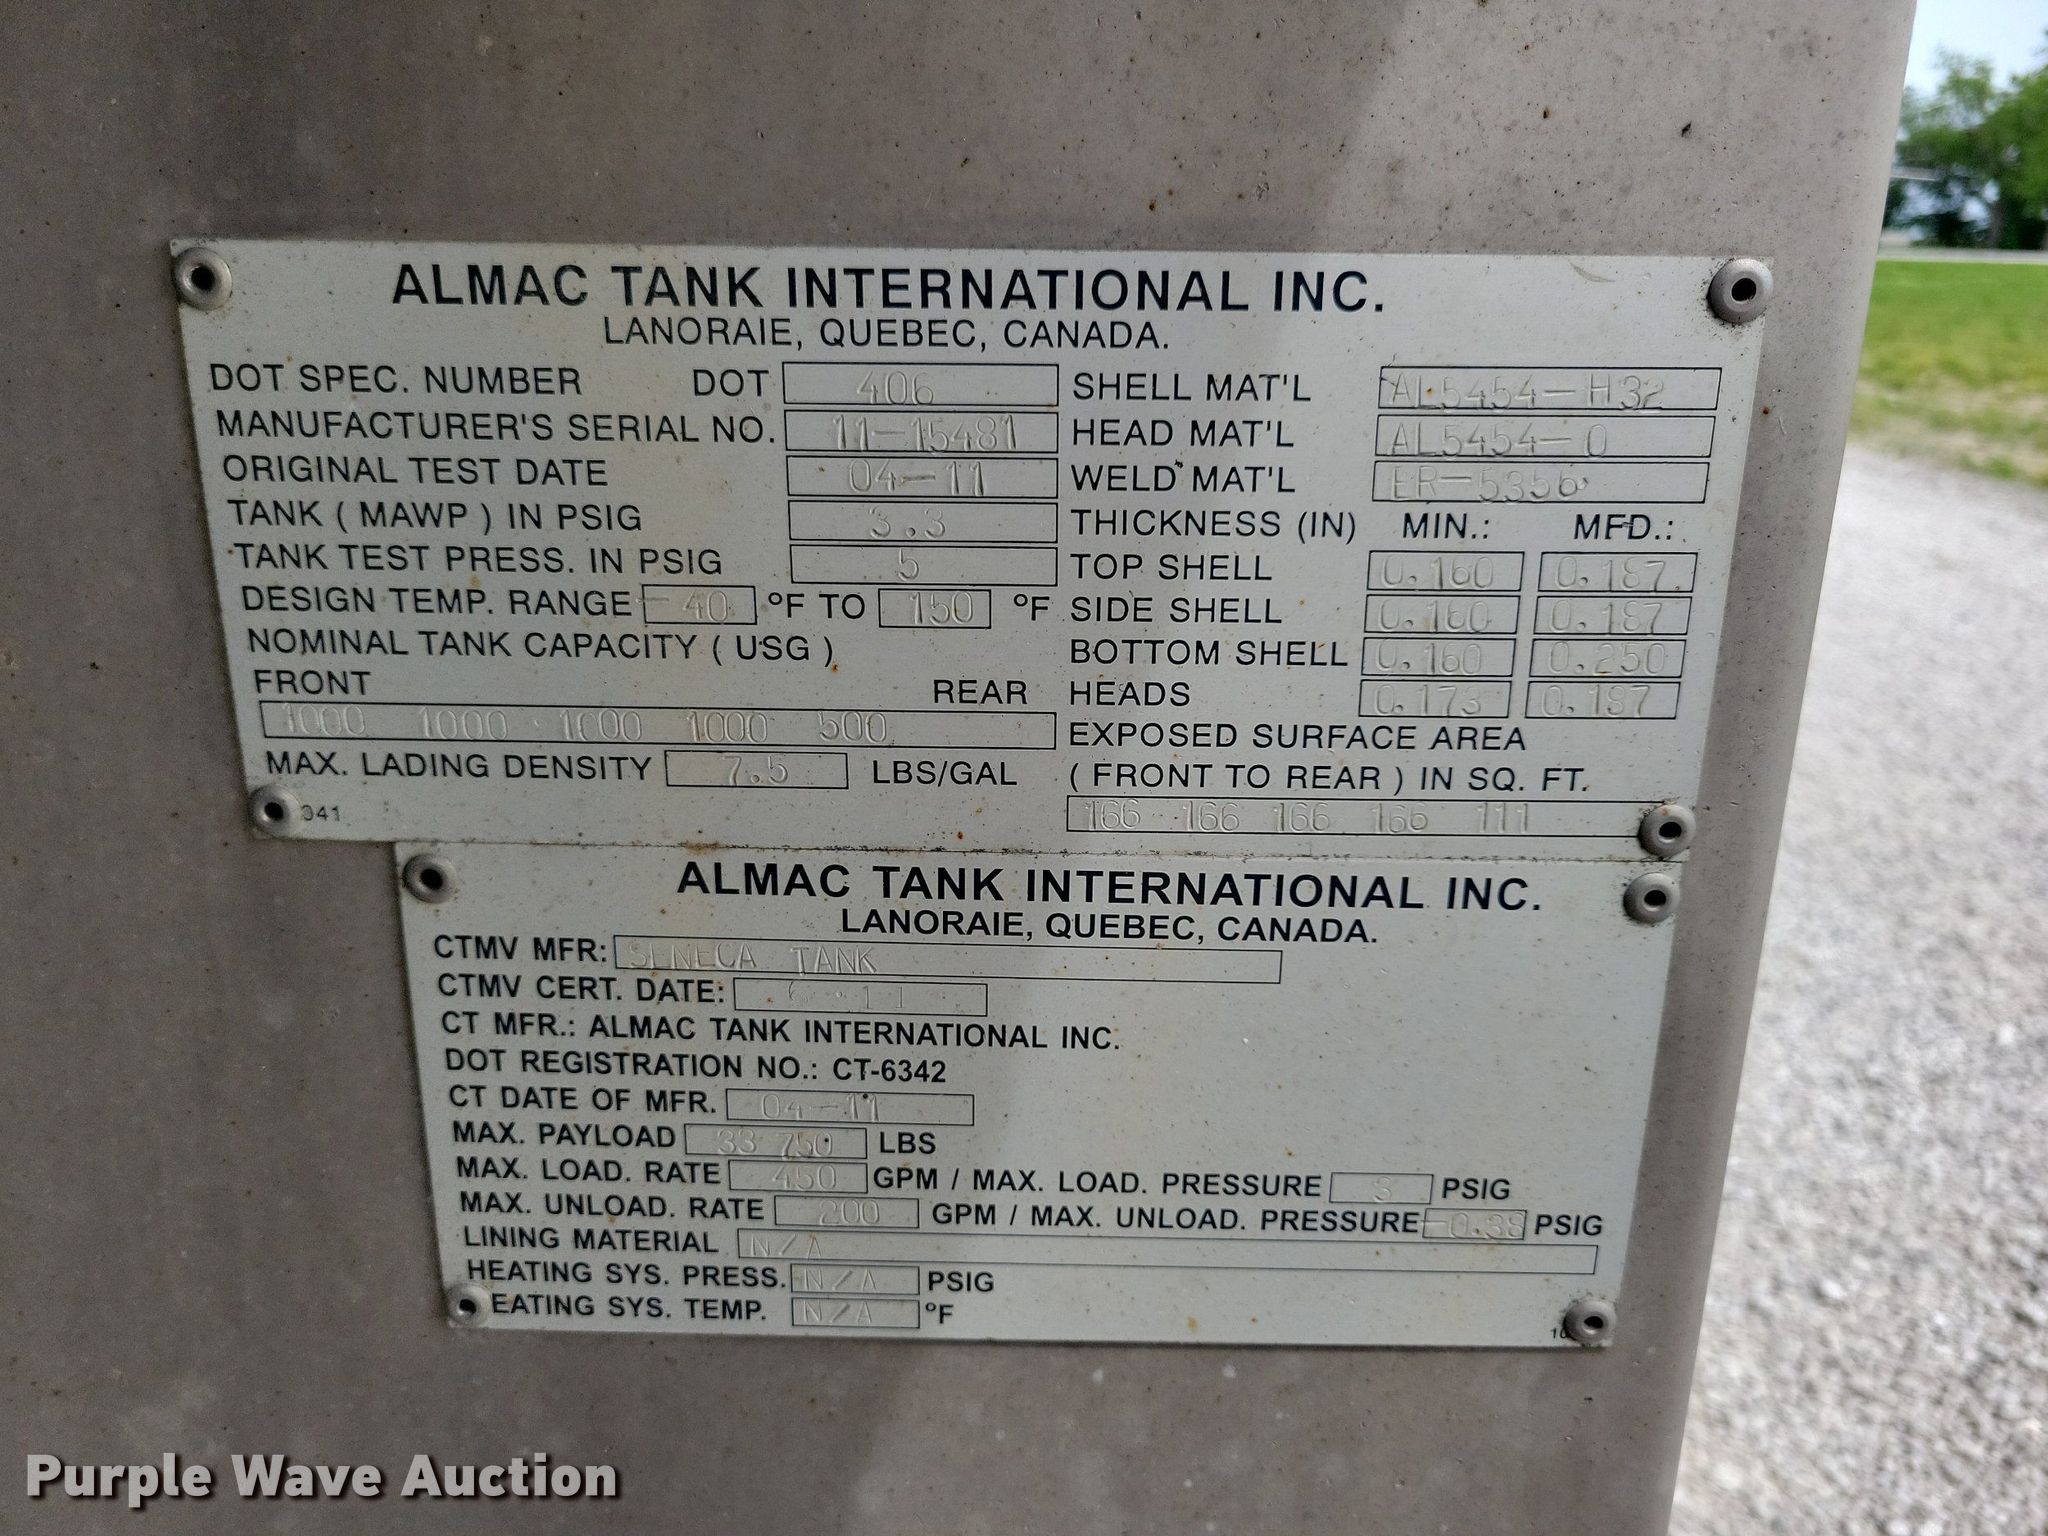 ALMAC TANK INTERNATIONAL INC.
LANORAIE, QUEBEC, CANADA.
DOT SPEC. NUMBER DOT 406 SHELL MAT'L AL5454-H32
MANUFACTURER'S SERIAL NO. 11-15481 HEAD MAT'L AL5454-0
ORIGINAL TEST DATE 04-11 WELD MAT'L ER-5356
TANK ( MAWP ) IN PSIG 3.3 THICKNESS (IN) MIN.: MFD.:
TANK TEST PRESS. IN PSIG 5 TOP SHELL 0.160 0.187
DESIGN TEMP. RANGE -40 °F TO 150 °F SIDE SHELL 0.160 0.187
NOMINAL TANK CAPACITY ( USG ) BOTTOM SHELL 0.160 0.250
FRONT REAR HEADS 0.173 0.187
1000 1000 1000 1000 500 EXPOSED SURFACE AREA
MAX. LADING DENSITY 7.5 LBS/GAL ( FRONT TO REAR ) IN SQ. FT.
341 166 166 166 166 111
ALMAC TANK INTERNATIONAL INC.
LANORAIE, QUEBEC, CANADA.
CTMV MFR: SENECA TANK
CTMV CERT. DATE: 6-11
CT MFR.: ALMAC TANK INTERNATIONAL INC.
DOT REGISTRATION NO.: CT-6342
CT DATE OF MFR. 04-11
MAX. PAYLOAD 33 750 LBS
MAX. LOAD. RATE 450 GPM / MAX. LOAD. PRESSURE 3 PSIG
MAX. UNLOAD. RATE 200 GPM / MAX. UNLOAD. PRESSURE -0.38 PSIG
LINING MATERIAL N/A
HEATING SYS. PRESS. N/A PSIG
EATING SYS. TEMP. N/A °F
Purple Wave Auction